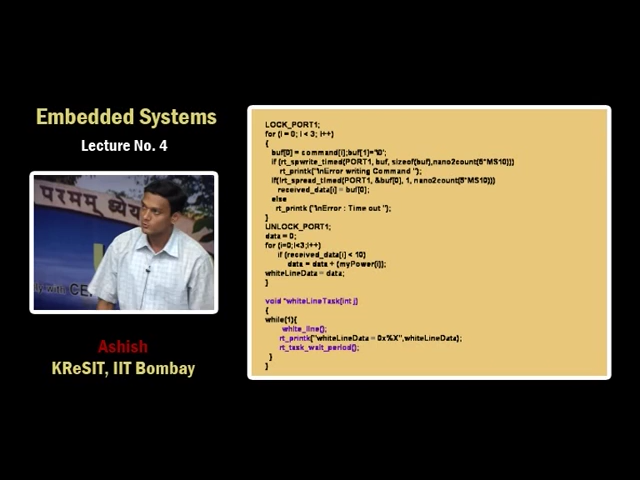 Embedded Systems
Lecture No. 4
परमम् ध्येय
with CE.
Ashish
KReSIT, IIT Bombay
LOCK_PORT1;
for (i = 0; i < 3; i++)
{
buf[0] = command[i];buf[1]='\0';
if (rt_spwrite_timed(PORT1, buf, sizeof(buf),nano2count(5*MS10)))
rt_printk("\nError writing Command ");
if(!rt_spread_timed(PORT1, &buf[0], 1, nano2count(5*MS10)))
received_data[i] = buf[0];
else
rt_printk ("\nError : Time out ");
}
UNLOCK_PORT1;
data = 0;
for (i=0;i<3;i++)
if (received_data[i] < 10)
data = data + (myPower(i));
whiteLineData = data;
}
void *whiteLineTask(int j)
{
while(1){
white_line();
rt_printk("whiteLineData = 0x%X",whiteLineData);
rt_task_wait_period();
}
}